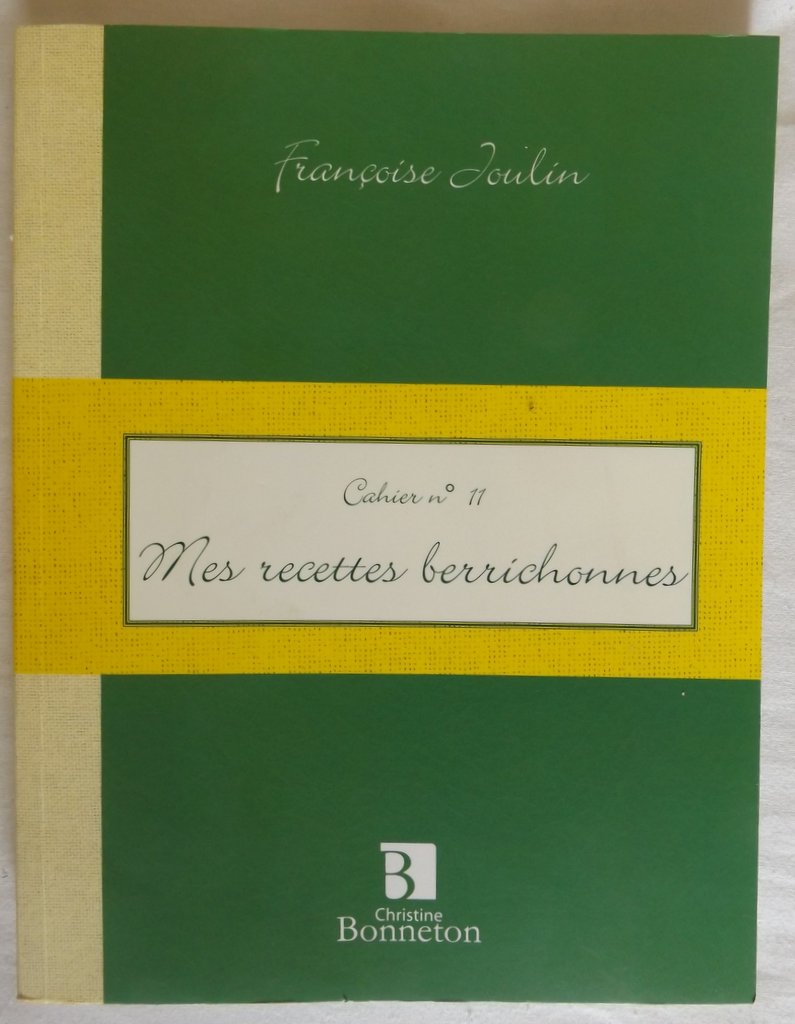 Françoise Joulin
Cahier n° 11
Mes recettes berrichonnes
B
Christine
Bonneton